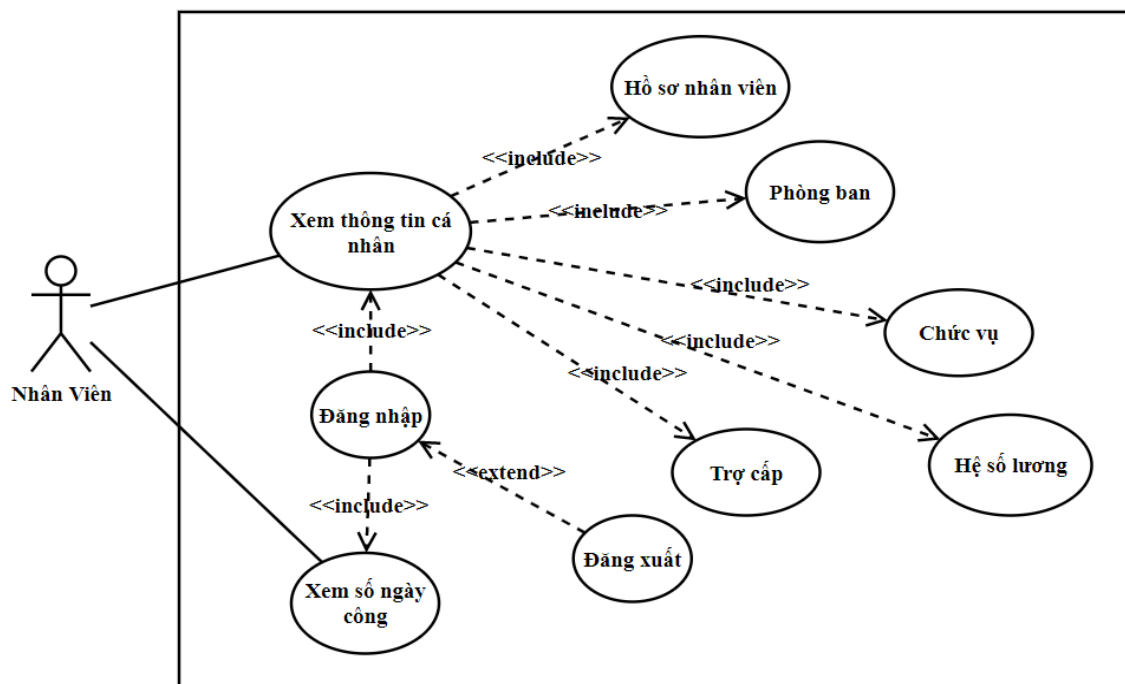 Hồ sơ nhân viên
<<include>>
Phòng ban
<<include>>
Xem thông tin cá
nhân
<<include>>
Chức vụ
<<include>>
<<include>>
<<include>>
Nhân Viên
Đăng nhập
Trợ cấp
Hệ số lương
<<extend>>
<<include>>
Đăng xuất
Xem số ngày
công